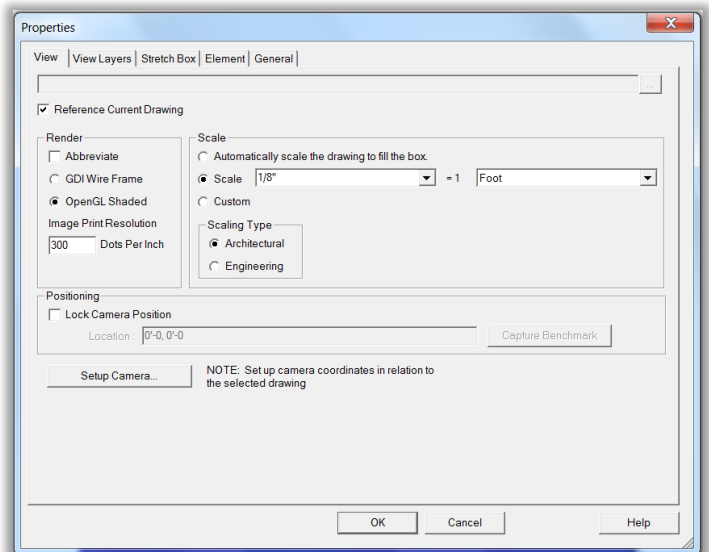 Properties
View View Layers Stretch Box Element General
...
Reference Current Drawing
Render
Abbreviate
GDI Wire Frame
OpenGL Shaded
Image Print Resolution
300 Dots Per Inch
Scale
Automatically scale the drawing to fill the box.
Scale 1/8" = 1 Foot
Custom
Scaling Type
Architectural
Engineering
Positioning
Lock Camera Position
Location : 0'-0, 0'-0 Capture Benchmark
Setup Camera...
NOTE: Set up camera coordinates in relation to
the selected drawing
OK Cancel Help